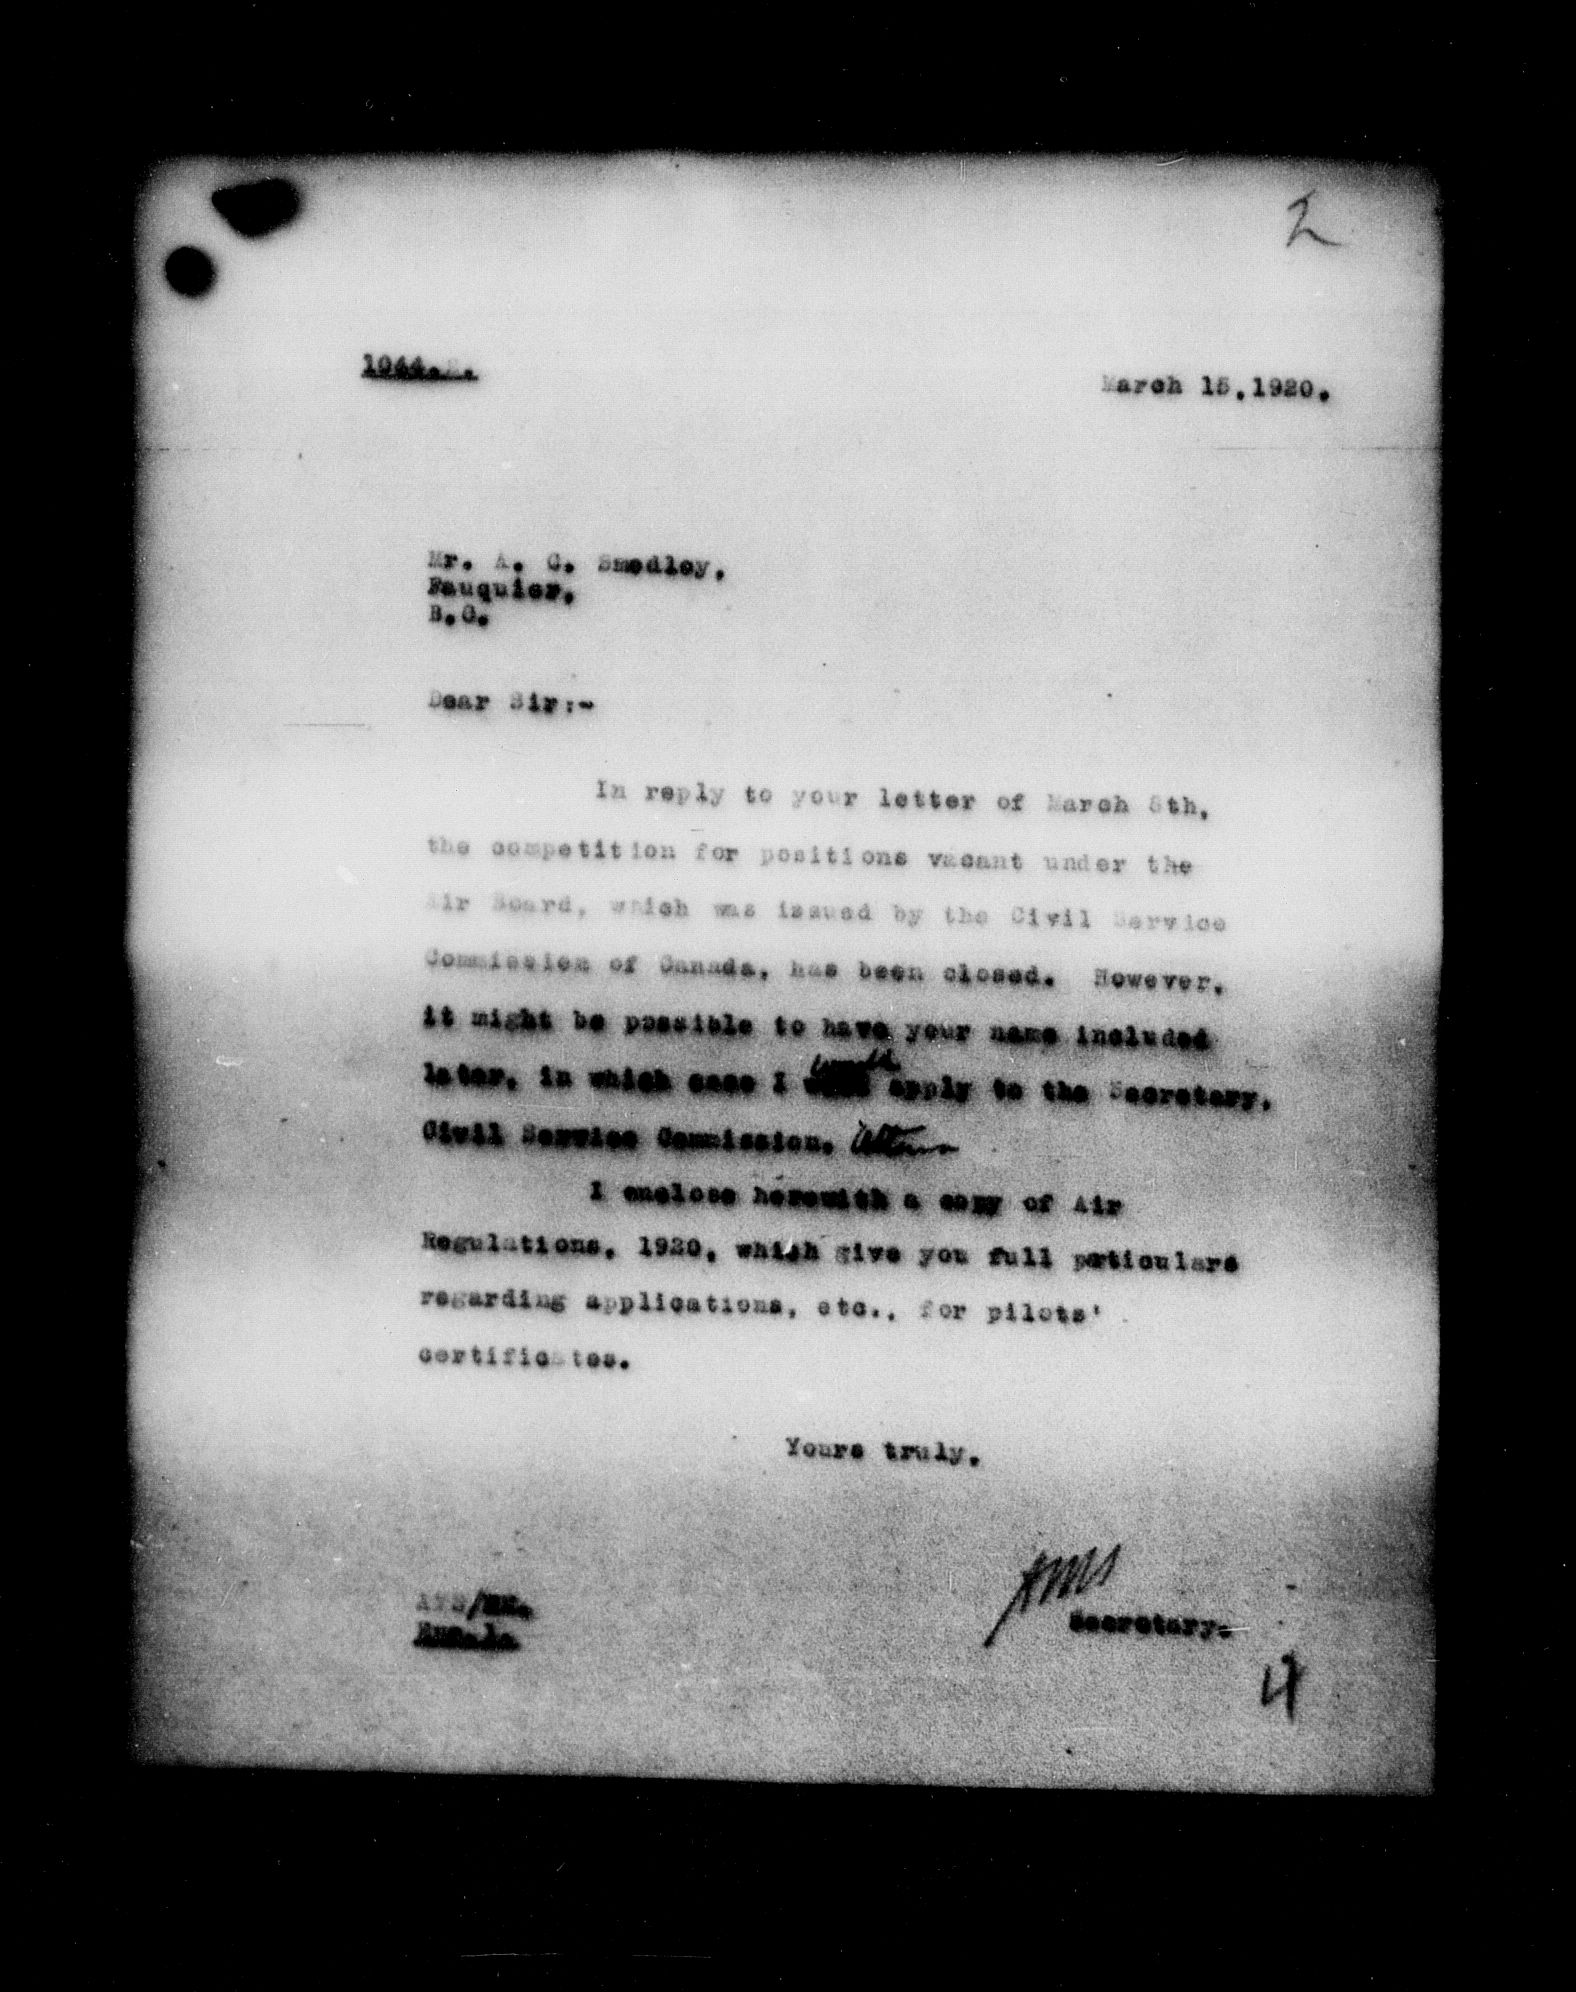 2
March 15,1920.
Mr. A. C. Smedley,
Fauquier,
B.C.
Dear Sir:-
In reply to your letter of March 5th,
the competition for positions vacant under the
Air Board, which was issued by the Civil Service
Commission of Canada, has been closed. However,
it might be possible to have your name included
later, in which case I would apply to the Secretary,
Civil Service Commission,
I enclose herewith a copy of Air
Regulations, 1920, which give you full particulars
regarding applications, etc., for pilots'
certificates.
Yours truly,
Secretary.
Enc.1.
4